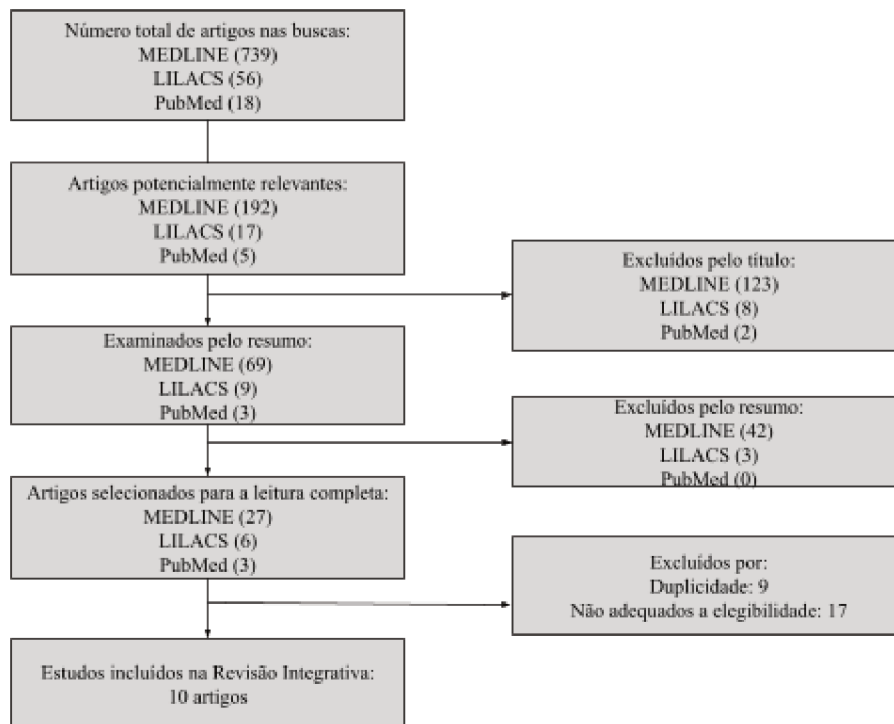 Número total de artigos nas buscas:
MEDLINE (739)
LILACS (56)
PubMed (18)
Artigos potencialmente relevantes:
MEDLINE (192)
LILACS (17)
PubMed (5)
Excluídos pelo título:
MEDLINE (123)
LILACS (8)
PubMed (2)
Examinados pelo resumo:
MEDLINE (69)
LILACS (9)
PubMed (3)
Excluídos pelo resumo:
MEDLINE (42)
LILACS (3)
PubMed (0)
Artigos selecionados para a leitura completa:
MEDLINE (27)
LILACS (6)
PubMed (3)
Excluídos por:
Duplicidade: 9
Não adequados a elegibilidade: 17
Estudos incluídos na Revisão Integrativa:
10 artigos